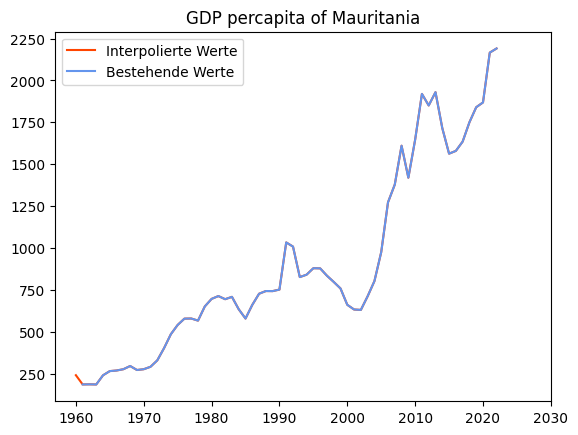 GDP percapita of Mauritania
Interpolierte Werte
Bestehende Werte
2250
2000
1750
1500
1250
1000
750
500
250
1960 1970 1980 1990 2000 2010 2020 2030